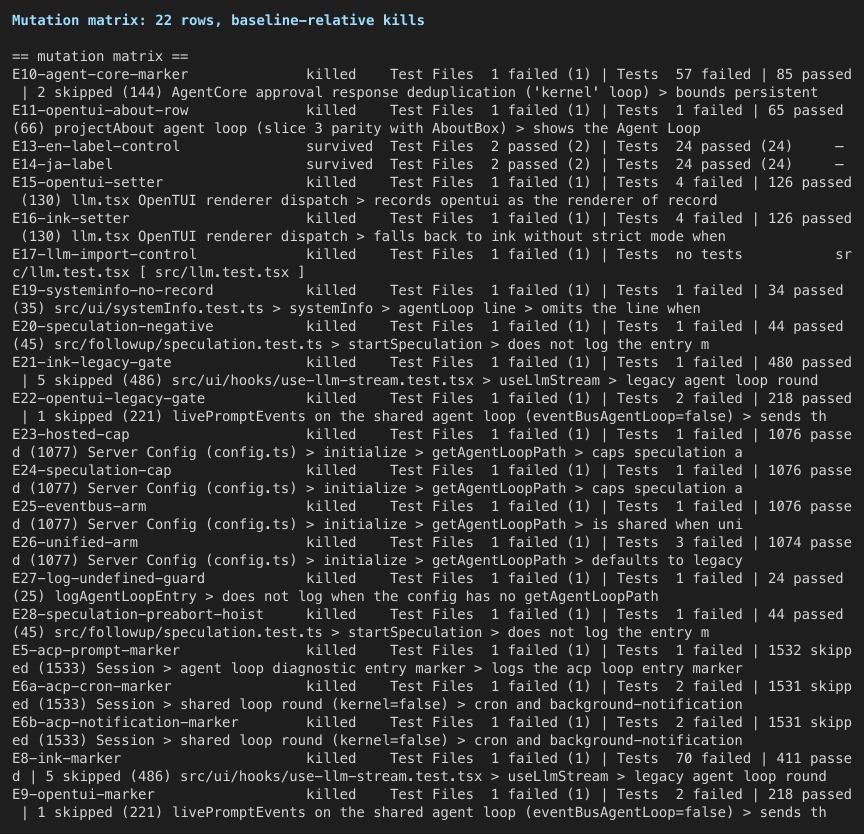 Mutation matrix: 22 rows, baseline-relative kills
== mutation matrix ==
E10-agent-core-marker killed Test Files 1 failed (1) | Tests 57 failed | 85 passed
| 2 skipped (144) AgentCore approval response deduplication ('kernel' loop) > bounds persistent
E11-opentui-about-row killed Test Files 1 failed (1) | Tests 1 failed | 65 passed
(66) projectAbout agent loop (slice 3 parity with AboutBox) > shows the Agent Loop
E13-en-label-control survived Test Files 2 passed (2) | Tests 24 passed (24) —
E14-ja-label survived Test Files 2 passed (2) | Tests 24 passed (24) —
E15-opentui-setter killed Test Files 1 failed (1) | Tests 4 failed | 126 passed
(130) llm.tsx OpenTUI renderer dispatch > records opentui as the renderer of record
E16-ink-setter killed Test Files 1 failed (1) | Tests 4 failed | 126 passed
(130) llm.tsx OpenTUI renderer dispatch > falls back to ink without strict mode when
E17-llm-import-control killed Test Files 1 failed (1) | Tests no tests sr
c/llm.test.tsx [ src/llm.test.tsx ]
E19-systeminfo-no-record killed Test Files 1 failed (1) | Tests 1 failed | 34 passed
(35) src/ui/systemInfo.test.ts > systemInfo > agentLoop line > omits the line when
E20-speculation-negative killed Test Files 1 failed (1) | Tests 1 failed | 44 passed
(45) src/followup/speculation.test.ts > startSpeculation > does not log the entry m
E21-ink-legacy-gate killed Test Files 1 failed (1) | Tests 1 failed | 480 passed
| 5 skipped (486) src/ui/hooks/use-llm-stream.test.tsx > useLlmStream > legacy agent loop round
E22-opentui-legacy-gate killed Test Files 1 failed (1) | Tests 2 failed | 218 passed
| 1 skipped (221) livePromptEvents on the shared agent loop (eventBusAgentLoop=false) > sends th
E23-hosted-cap killed Test Files 1 failed (1) | Tests 1 failed | 1076 passe
d (1077) Server Config (config.ts) > initialize > getAgentLoopPath > caps speculation a
E24-speculation-cap killed Test Files 1 failed (1) | Tests 1 failed | 1076 passe
d (1077) Server Config (config.ts) > initialize > getAgentLoopPath > caps speculation a
E25-eventbus-arm killed Test Files 1 failed (1) | Tests 1 failed | 1076 passe
d (1077) Server Config (config.ts) > initialize > getAgentLoopPath > is shared when uni
E26-unified-arm killed Test Files 1 failed (1) | Tests 3 failed | 1074 passe
d (1077) Server Config (config.ts) > initialize > getAgentLoopPath > defaults to legacy
E27-log-undefined-guard killed Test Files 1 failed (1) | Tests 1 failed | 24 passed
(25) logAgentLoopEntry > does not log when the config has no getAgentLoopPath
E28-speculation-preabort-hoist killed Test Files 1 failed (1) | Tests 1 failed | 44 passed
(45) src/followup/speculation.test.ts > startSpeculation > does not log the entry m
E5-acp-prompt-marker killed Test Files 1 failed (1) | Tests 1 failed | 1532 skipp
ed (1533) Session > agent loop diagnostic entry marker > logs the acp loop entry marker
E6a-acp-cron-marker killed Test Files 1 failed (1) | Tests 2 failed | 1531 skipp
ed (1533) Session > shared loop round (kernel=false) > cron and background-notification
E6b-acp-notification-marker killed Test Files 1 failed (1) | Tests 2 failed | 1531 skipp
ed (1533) Session > shared loop round (kernel=false) > cron and background-notification
E8-ink-marker killed Test Files 1 failed (1) | Tests 70 failed | 411 passe
d | 5 skipped (486) src/ui/hooks/use-llm-stream.test.tsx > useLlmStream > legacy agent loop round
E9-opentui-marker killed Test Files 1 failed (1) | Tests 2 failed | 218 passed
| 1 skipped (221) livePromptEvents on the shared agent loop (eventBusAgentLoop=false) > sends th